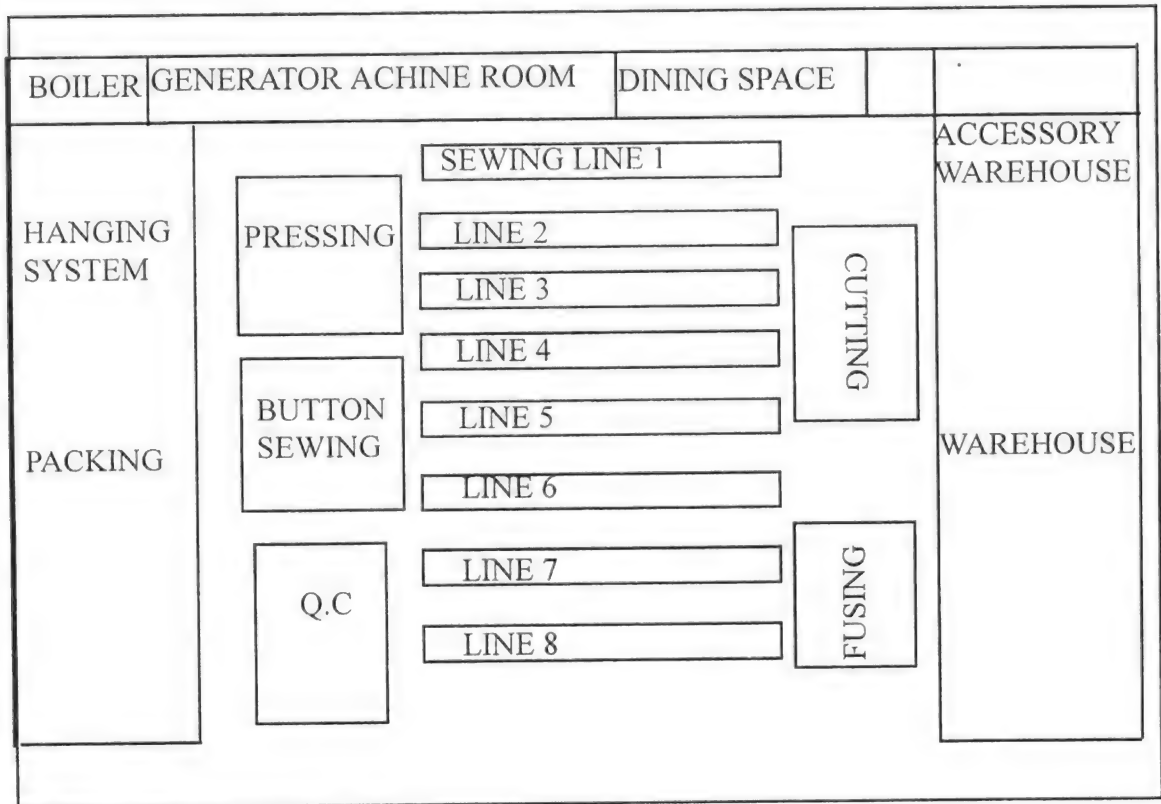 BOILER
GENERATOR ACHINE ROOM
DINING SPACE
ACCESSORY
WAREHOUSE
SEWING LINE 1
HANGING
SYSTEM
PRESSING
LINE 2
LINE 3
LINE 4
CUTTING
BUTTON
SEWING
LINE 5
PACKING
WAREHOUSE
LINE 6
Q.C
LINE 7
FUSING
LINE 8